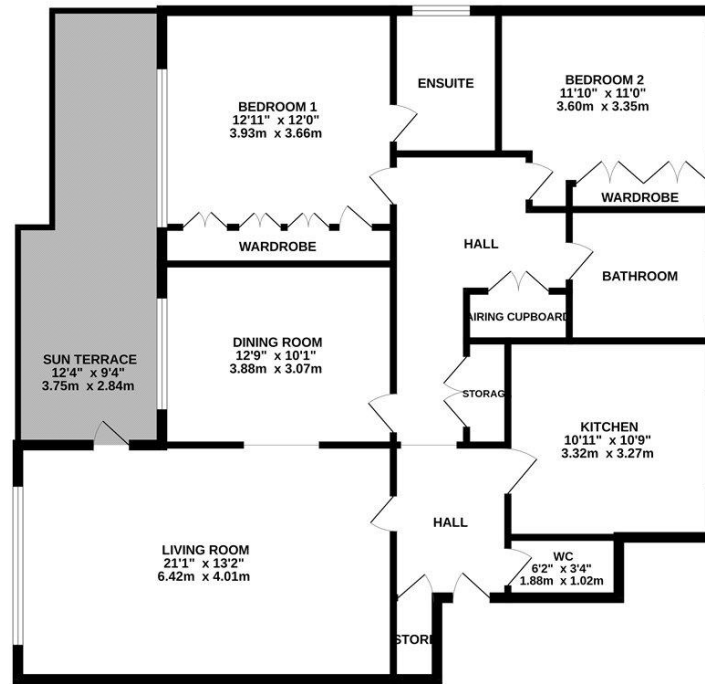 ENSUITE
BEDROOM 2
11'10" x 11'0"
3.60m x 3.35m
BEDROOM 1
12'11" x 12'0"
3.93m x 3.66m
WARDROBE
WARDROBE
HALL
BATHROOM
AIRING CUPBOARD
DINING ROOM
12'9" x 10'1"
3.88m x 3.07m
SUN TERRACE
12'4" x 9'4"
3.75m x 2.84m
STORAG
KITCHEN
10'11" x 10'9"
3.32m x 3.27m
HALL
LIVING ROOM
21'1" x 13'2"
6.42m x 4.01m
WC
6'2" x 3'4"
1.88m x 1.02m
STORE